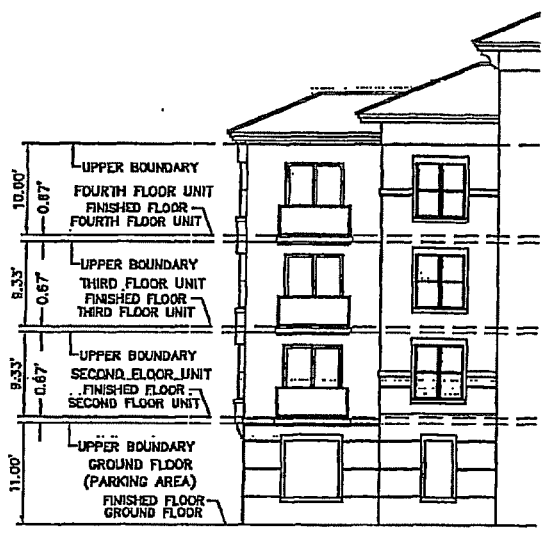 UPPER BOUNDARY
FOURTH FLOOR UNIT
FINISHED FLOOR
FOURTH FLOOR UNIT
10.00'
0.67'
UPPER BOUNDARY
THIRD FLOOR UNIT
FINISHED FLOOR
THIRD FLOOR UNIT
9.33'
0.67'
UPPER BOUNDARY
SECOND FLOOR UNIT
FINISHED FLOOR
SECOND FLOOR UNIT
9.33'
0.67'
UPPER BOUNDARY
GROUND FLOOR
(PARKING AREA)
FINISHED FLOOR
GROUND FLOOR
11.00'